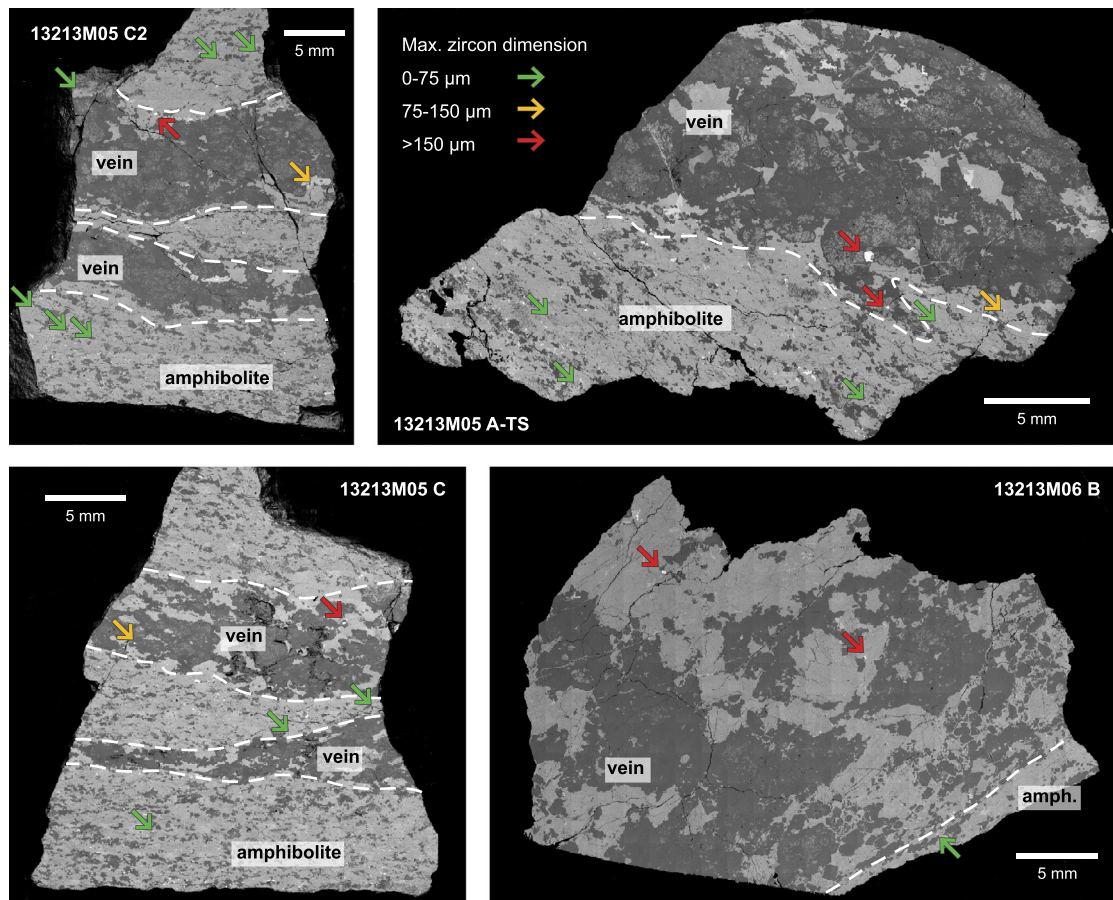 13213M05 C2
5 mm
vein
vein
amphibolite
Max. zircon dimension
0-75 µm
75-150 µm
>150 µm
vein
amphibolite
5 mm
13213M05 A-TS
13213M05 C
5 mm
vein
vein
amphibolite
13213M06 B
vein
amph.
5 mm